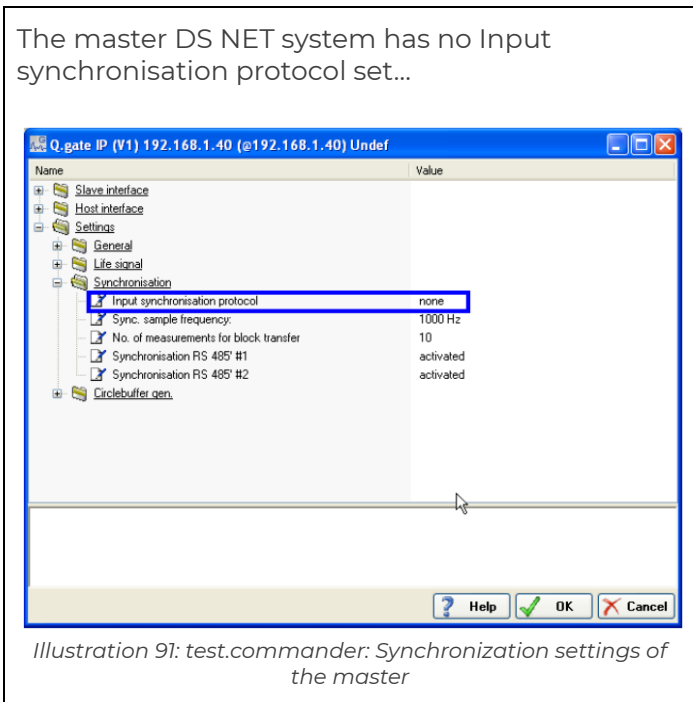 The master DS NET system has no Input
synchronisation protocol set...
Q.gate IP (V1) 192.168.1.40 (@192.168.1.40) Undef
Name Value
Slave interface
Host interface
Settings
General
Life signal
Synchronisation
Input synchronisation protocol none
Sync. sample frequency: 1000 Hz
No. of measurements for block transfer 10
Synchronisation RS 485' #1 activated
Synchronisation RS 485' #2 activated
Circlebuffer gen.
Help OK Cancel
Illustration 91: test.commander: Synchronization settings of
the master